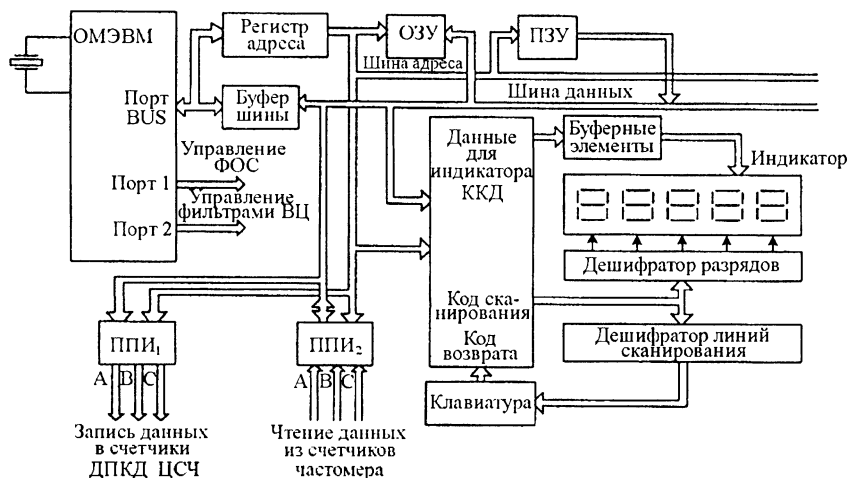 ОМЭВМ
Порт
BUS
Порт 1
Порт 2
Регистр
адреса
Буфер
шины
ОЗУ
ПЗУ
Шина адреса
Шина данных
Управление
ФОС
Управление
фильтрами ВЦ
Данные
для
индикатора
ККД
Код ска-
нирования
Код
возврата
Буферные
элементы
Индикатор
Дешифратор разрядов
Дешифратор линий
сканирования
Клавиатура
ППИ₁
А В С
Запись данных
в счетчики
ДПКД ЦСЧ
ППИ₂
А В С
Чтение данных
из счетчиков
частомера